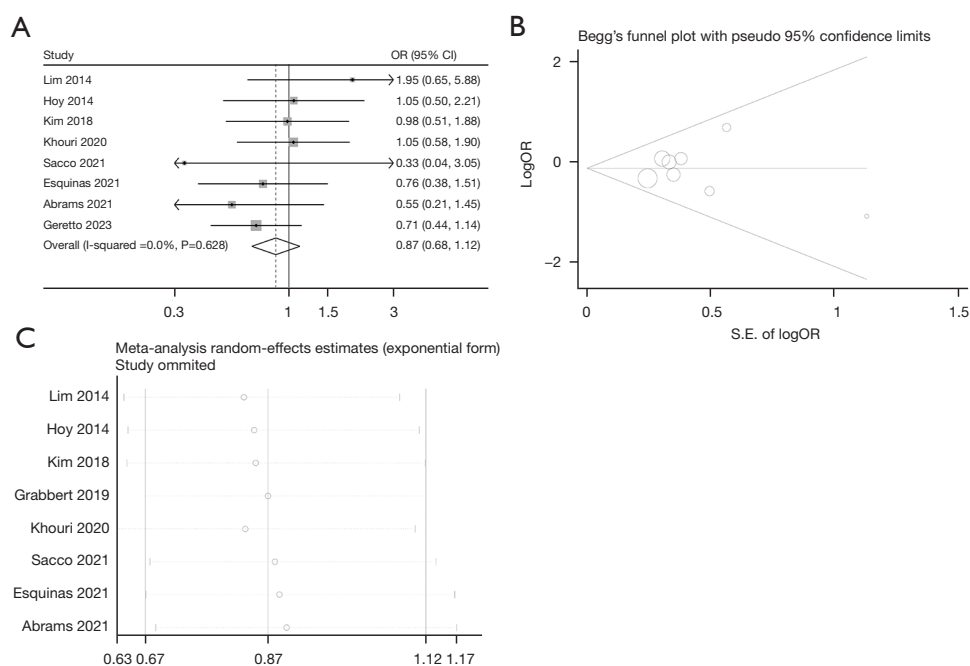 A
Study OR (95% CI)
Lim 2014 1.95 (0.65, 5.88)
Hoy 2014 1.05 (0.50, 2.21)
Kim 2018 0.98 (0.51, 1.88)
Khouri 2020 1.05 (0.58, 1.90)
Sacco 2021 0.33 (0.04, 3.05)
Esquinas 2021 0.76 (0.38, 1.51)
Abrams 2021 0.55 (0.21, 1.45)
Geretto 2023 0.71 (0.44, 1.14)
Overall (I-squared =0.0%, P=0.628) 0.87 (0.68, 1.12)
0.3 1 1.5 3
B
Begg's funnel plot with pseudo 95% confidence limits
2
0
−2
LogOR
0 0.5 1 1.5
S.E. of logOR
C
Meta-analysis random-effects estimates (exponential form)
Study ommited
Lim 2014
Hoy 2014
Kim 2018
Grabbert 2019
Khouri 2020
Sacco 2021
Esquinas 2021
Abrams 2021
0.63 0.67 0.87 1.12 1.17